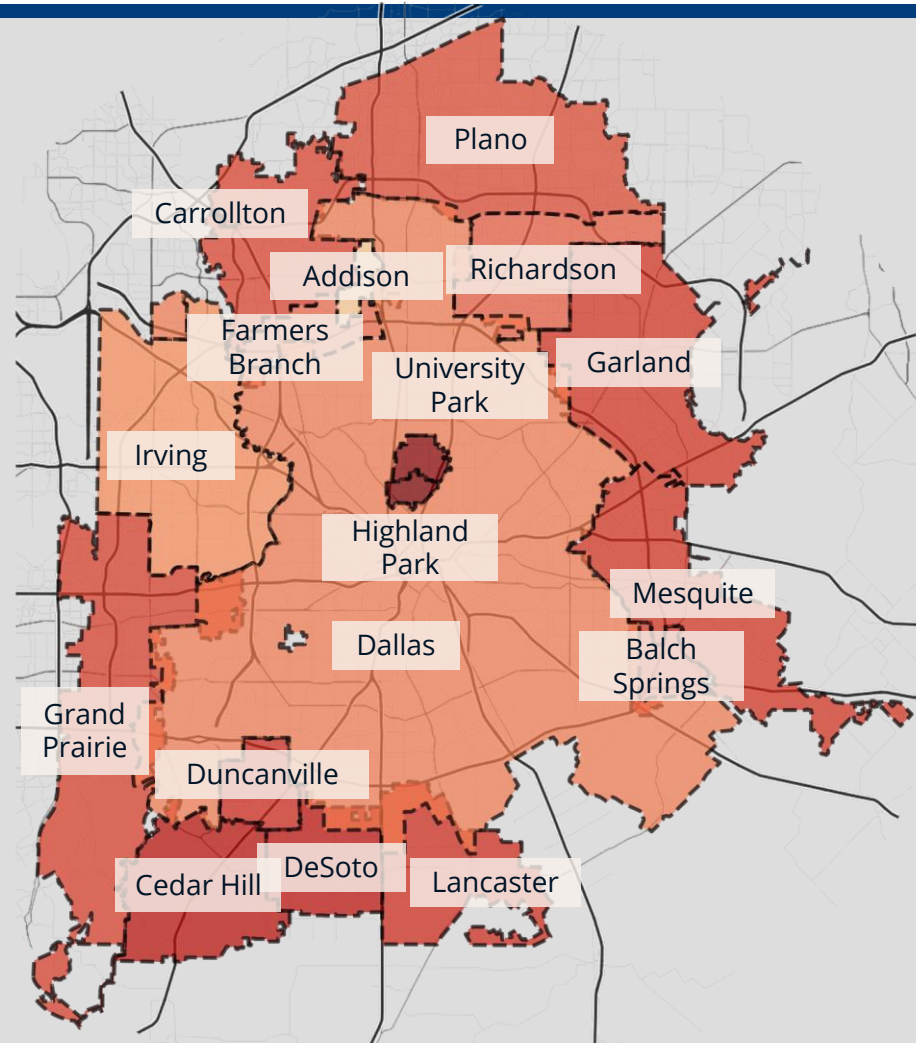 Plano
Carrollton
Addison
Richardson
Farmers
Branch
University
Park
Garland
Irving
Highland
Park
Mesquite
Dallas
Balch
Springs
Grand
Prairie
Duncanville
Cedar Hill
DeSoto
Lancaster